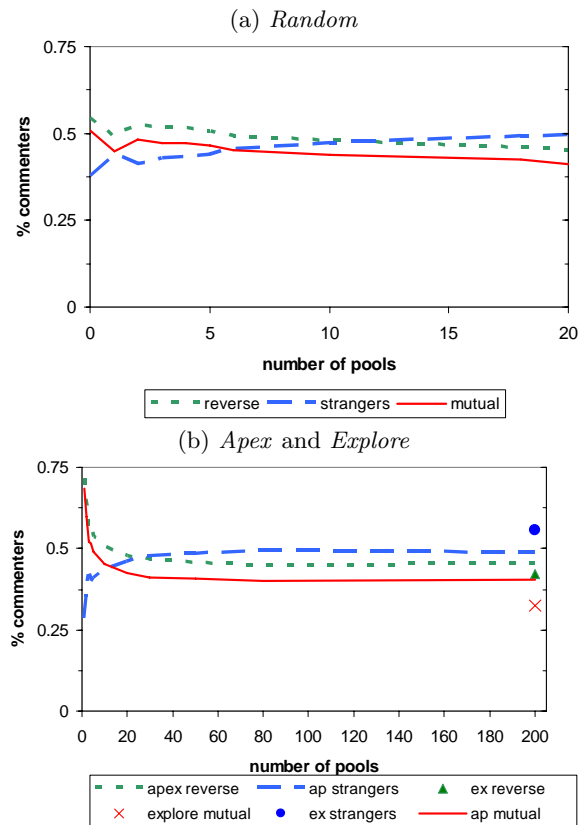 (a) Random
0.75
0.5
0.25
0
% commenters
0 5 10 15 20
number of pools
reverse strangers mutual
(b) Apex and Explore
0.75
0.5
0.25
0
% commenters
0 20 40 60 80 100 120 140 160 180 200
number of pools
apex reverse ap strangers ex reverse
explore mutual ex strangers ap mutual